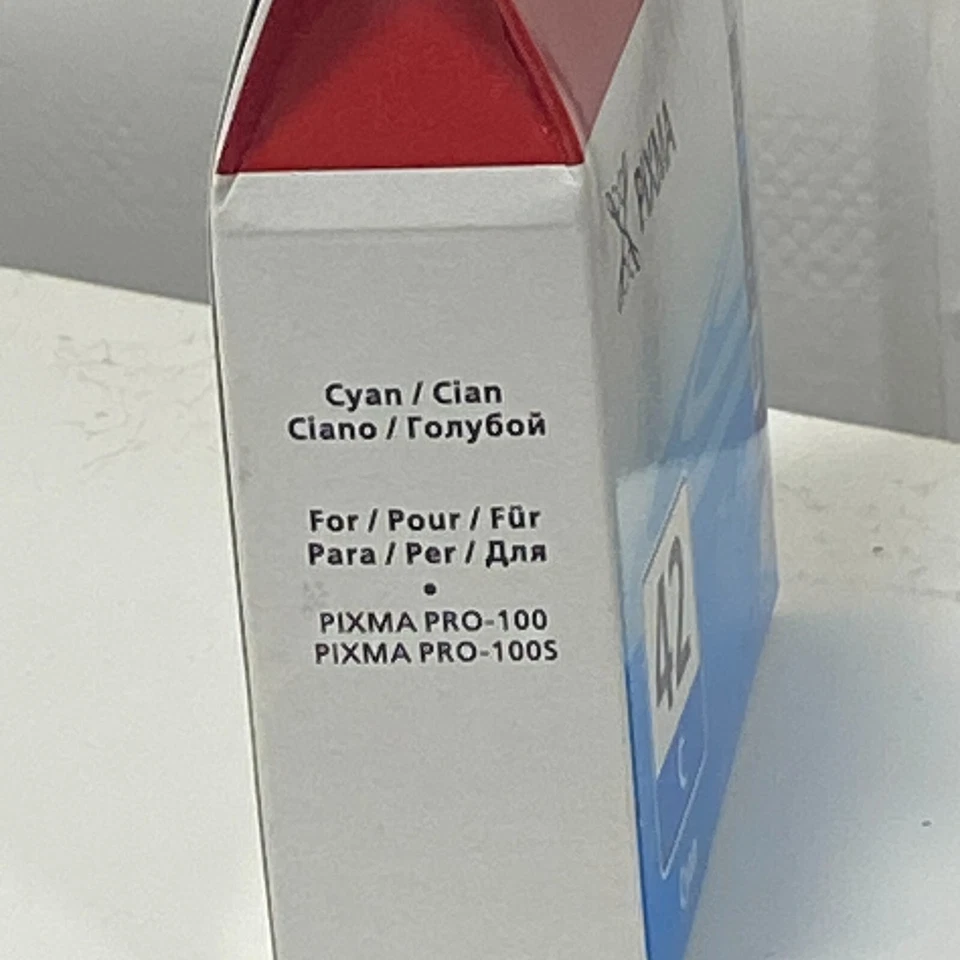 Cyan / Cian
Ciano / Голубой
For / Pour / Für
Para / Per / Для
•
PIXMA PRO-100
PIXMA PRO-100S
PIXMA
42
C